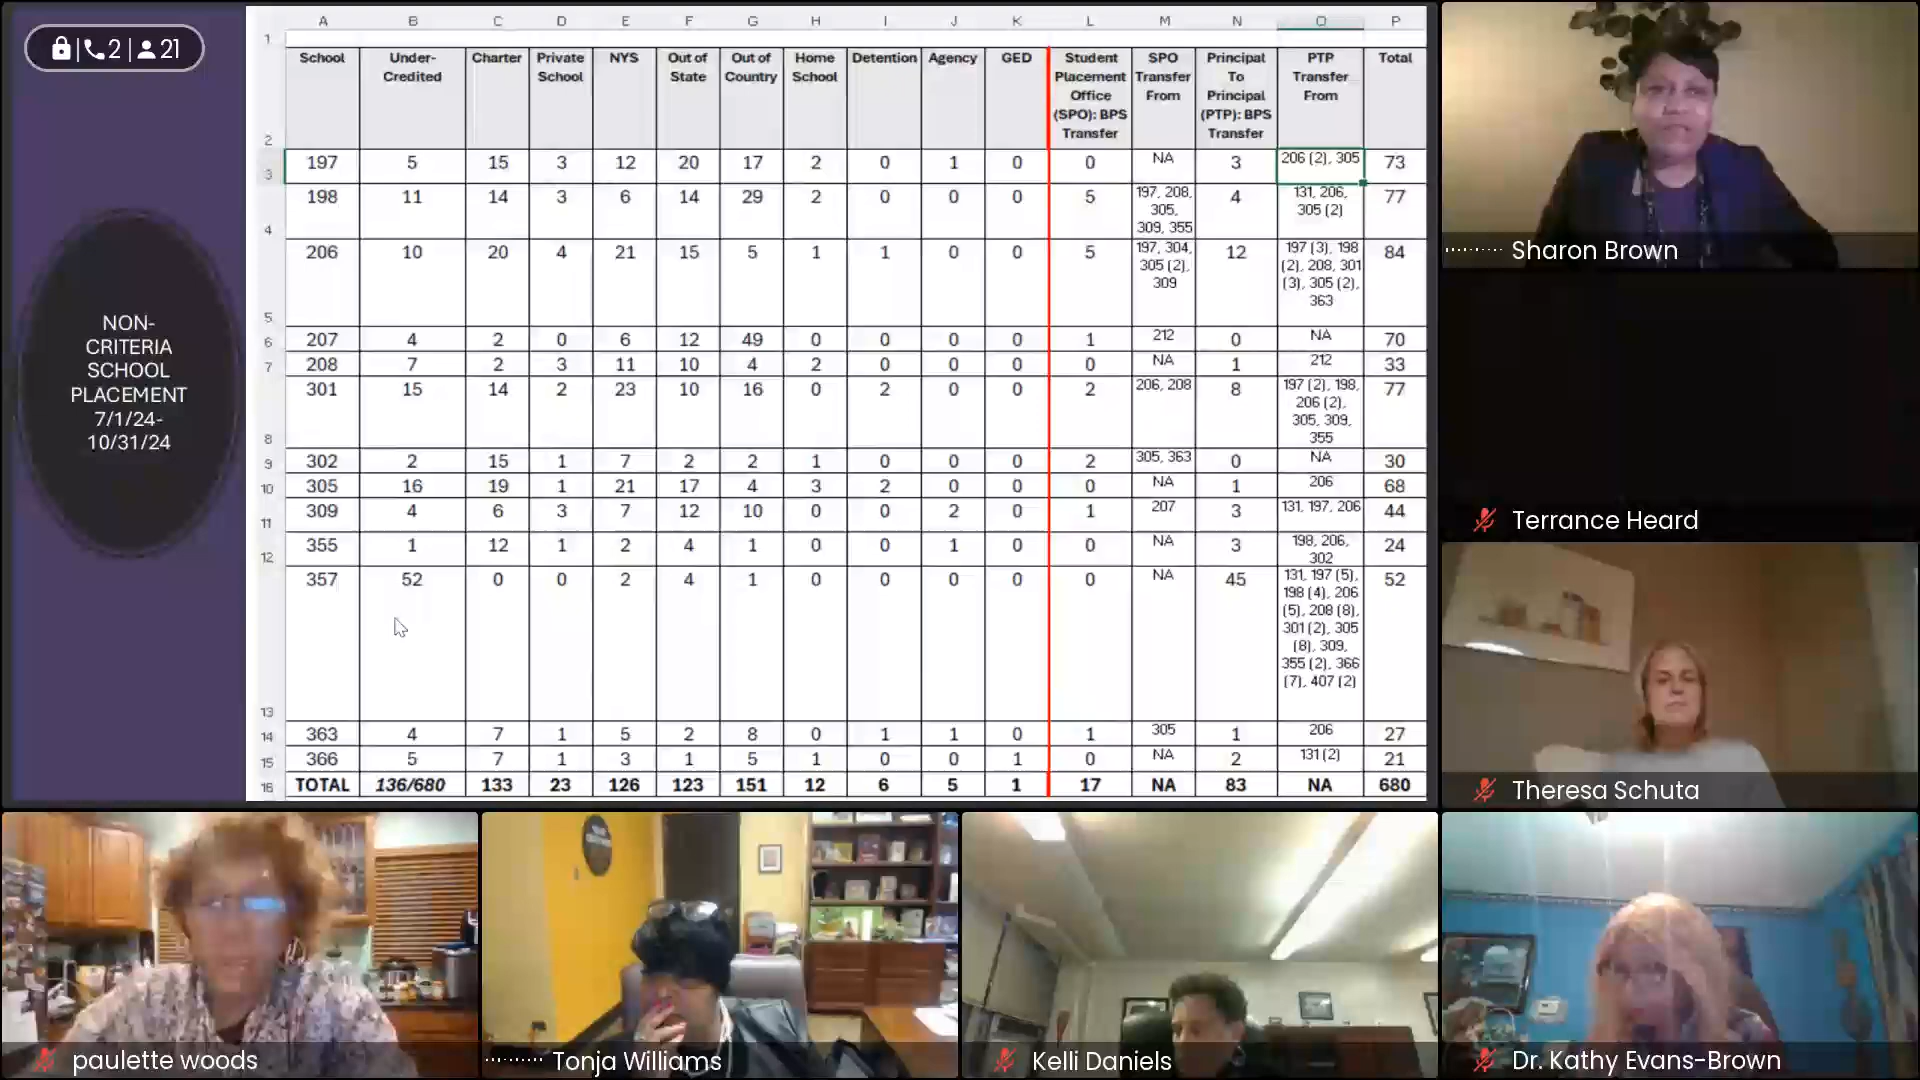 2 21
NON-
CRITERIA
SCHOOL
PLACEMENT
7/1/24-
10/31/24
A B C D E F G H I J K L M N O P
1
2 School Under-Credited Charter Private School NYS Out of State Out of Country Home School Detention Agency GED Student Placement Office (SPO): BPS Transfer SPO Transfer From Principal To Principal (PTP): BPS Transfer PTP Transfer From Total
3 197 5 15 3 12 20 17 2 0 1 0 0 NA 3 206 (2), 305 73
4 198 11 14 3 6 14 29 2 0 0 0 5 197, 208, 305, 309, 355 4 131, 206, 305 (2) 77
5 206 10 20 4 21 15 5 1 1 0 0 5 197, 304, 305 (2), 309 12 197 (3), 198 (2), 208, 301 (3), 305 (2), 363 84
6 207 4 2 0 6 12 49 0 0 0 0 1 212 0 NA 70
7 208 7 2 3 11 10 4 2 0 0 0 0 NA 1 212 33
8 301 15 14 2 23 10 16 0 2 0 0 2 206, 208 8 197 (2), 198, 206 (2), 305, 309, 355 77
9 302 2 15 1 7 2 2 1 0 0 0 2 305, 363 0 NA 30
10 305 16 19 1 21 17 4 3 2 0 0 0 NA 1 206 68
11 309 4 6 3 7 12 10 0 0 2 0 1 207 3 131, 197, 206 44
12 355 1 12 1 2 4 1 0 0 1 0 0 NA 3 198, 206, 302 24
13 357 52 0 0 2 4 1 0 0 0 0 0 NA 45 131, 197 (5), 198 (4), 206 (5), 208 (8), 301 (2), 305 (8), 309, 355 (2), 366 (7), 407 (2) 52
14 363 4 7 1 5 2 8 0 1 1 0 1 305 1 206 27
15 366 5 7 1 3 1 5 1 0 0 1 0 NA 2 131 (2) 21
16 TOTAL 136/680 133 23 126 123 151 12 6 5 1 17 NA 83 NA 680
Sharon Brown
Terrance Heard
Theresa Schuta
paulette woods
Tonja Williams
Kelli Daniels
Dr. Kathy Evans-Brown